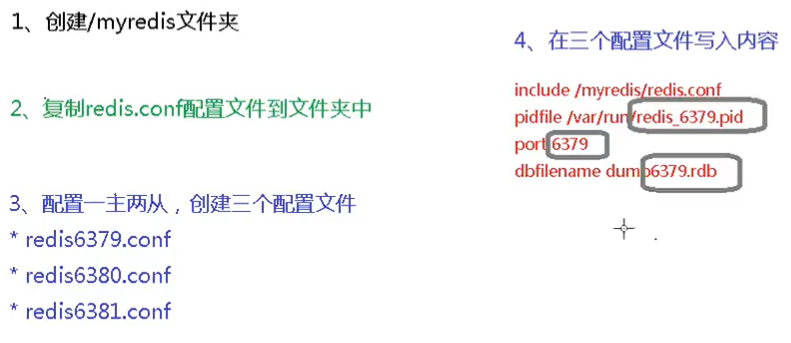 1、创建/myredis文件夹
2、复制redis.conf配置文件到文件夹中
3、配置一主两从，创建三个配置文件
* redis6379.conf
* redis6380.conf
* redis6381.conf
4、在三个配置文件写入内容
include /myredis/redis.conf
pidfile /var/run/redis_6379.pid
port 6379
dbfilename dump6379.rdb